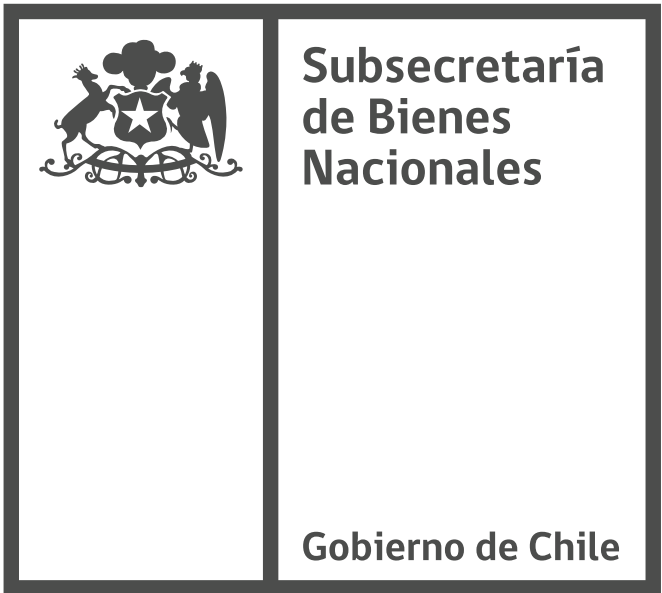 Subsecretaría
de Bienes
Nacionales
Gobierno de Chile